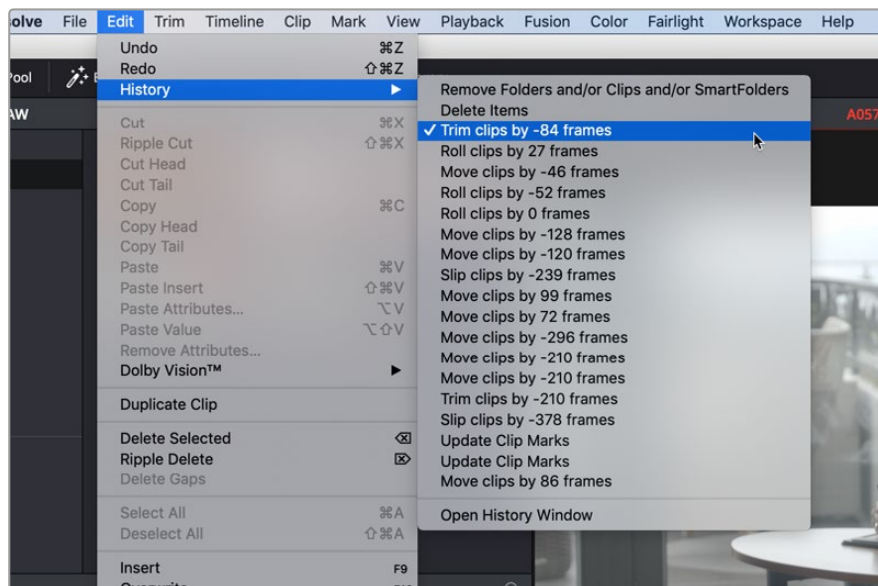 olve File Edit Trim Timeline Clip Mark View Playback Fusion Color Fairlight Workspace Help
Undo ⌘Z
Redo ⇧⌘Z
History ▶
Cut ⌘X
Ripple Cut ⇧⌘X
Cut Head
Cut Tail
Copy ⌘C
Copy Head
Copy Tail
Paste ⌘V
Paste Insert ⇧⌘V
Paste Attributes... ⌥V
Paste Value ⌥⇧V
Remove Attributes...
Dolby Vision™ ▶
Duplicate Clip
Delete Selected ⌫
Ripple Delete ⌦
Delete Gaps
Select All ⌘A
Deselect All ⇧⌘A
Insert F9
Remove Folders and/or Clips and/or SmartFolders
Delete Items
✓ Trim clips by -84 frames
Roll clips by 27 frames
Move clips by -46 frames
Roll clips by -52 frames
Roll clips by 0 frames
Move clips by -128 frames
Move clips by -120 frames
Slip clips by -239 frames
Move clips by 99 frames
Move clips by 72 frames
Move clips by -296 frames
Move clips by -210 frames
Move clips by -210 frames
Trim clips by -210 frames
Slip clips by -378 frames
Update Clip Marks
Update Clip Marks
Move clips by 86 frames
Open History Window
Pool
AW
A057